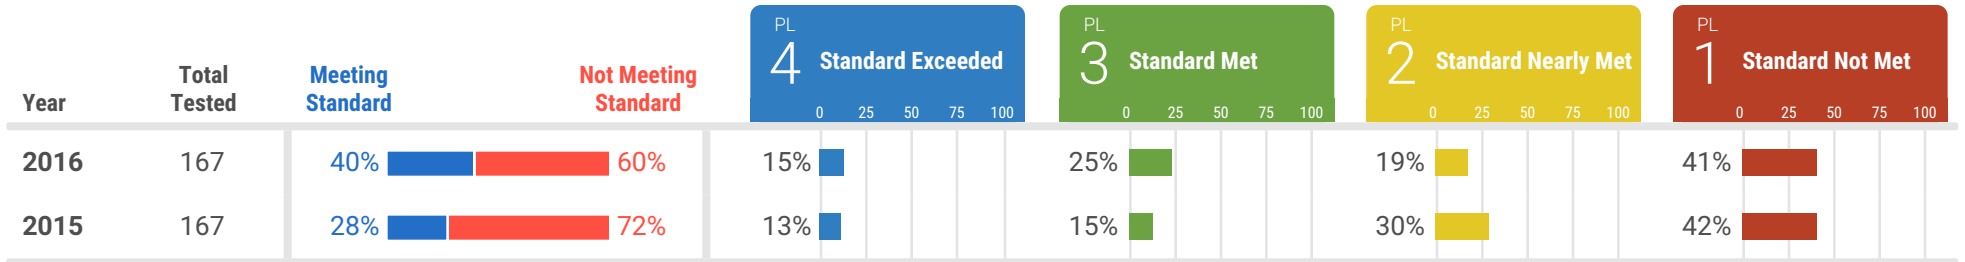 PL PL PL PL
4 Standard Exceeded 3 Standard Met 2 Standard Nearly Met 1 Standard Not Met
Year Total Tested Meeting Standard Not Meeting Standard
0 25 50 75 100 0 25 50 75 100 0 25 50 75 100 0 25 50 75 100
2016 167 40% 60% 15% 25% 19% 41%
2015 167 28% 72% 13% 15% 30% 42%